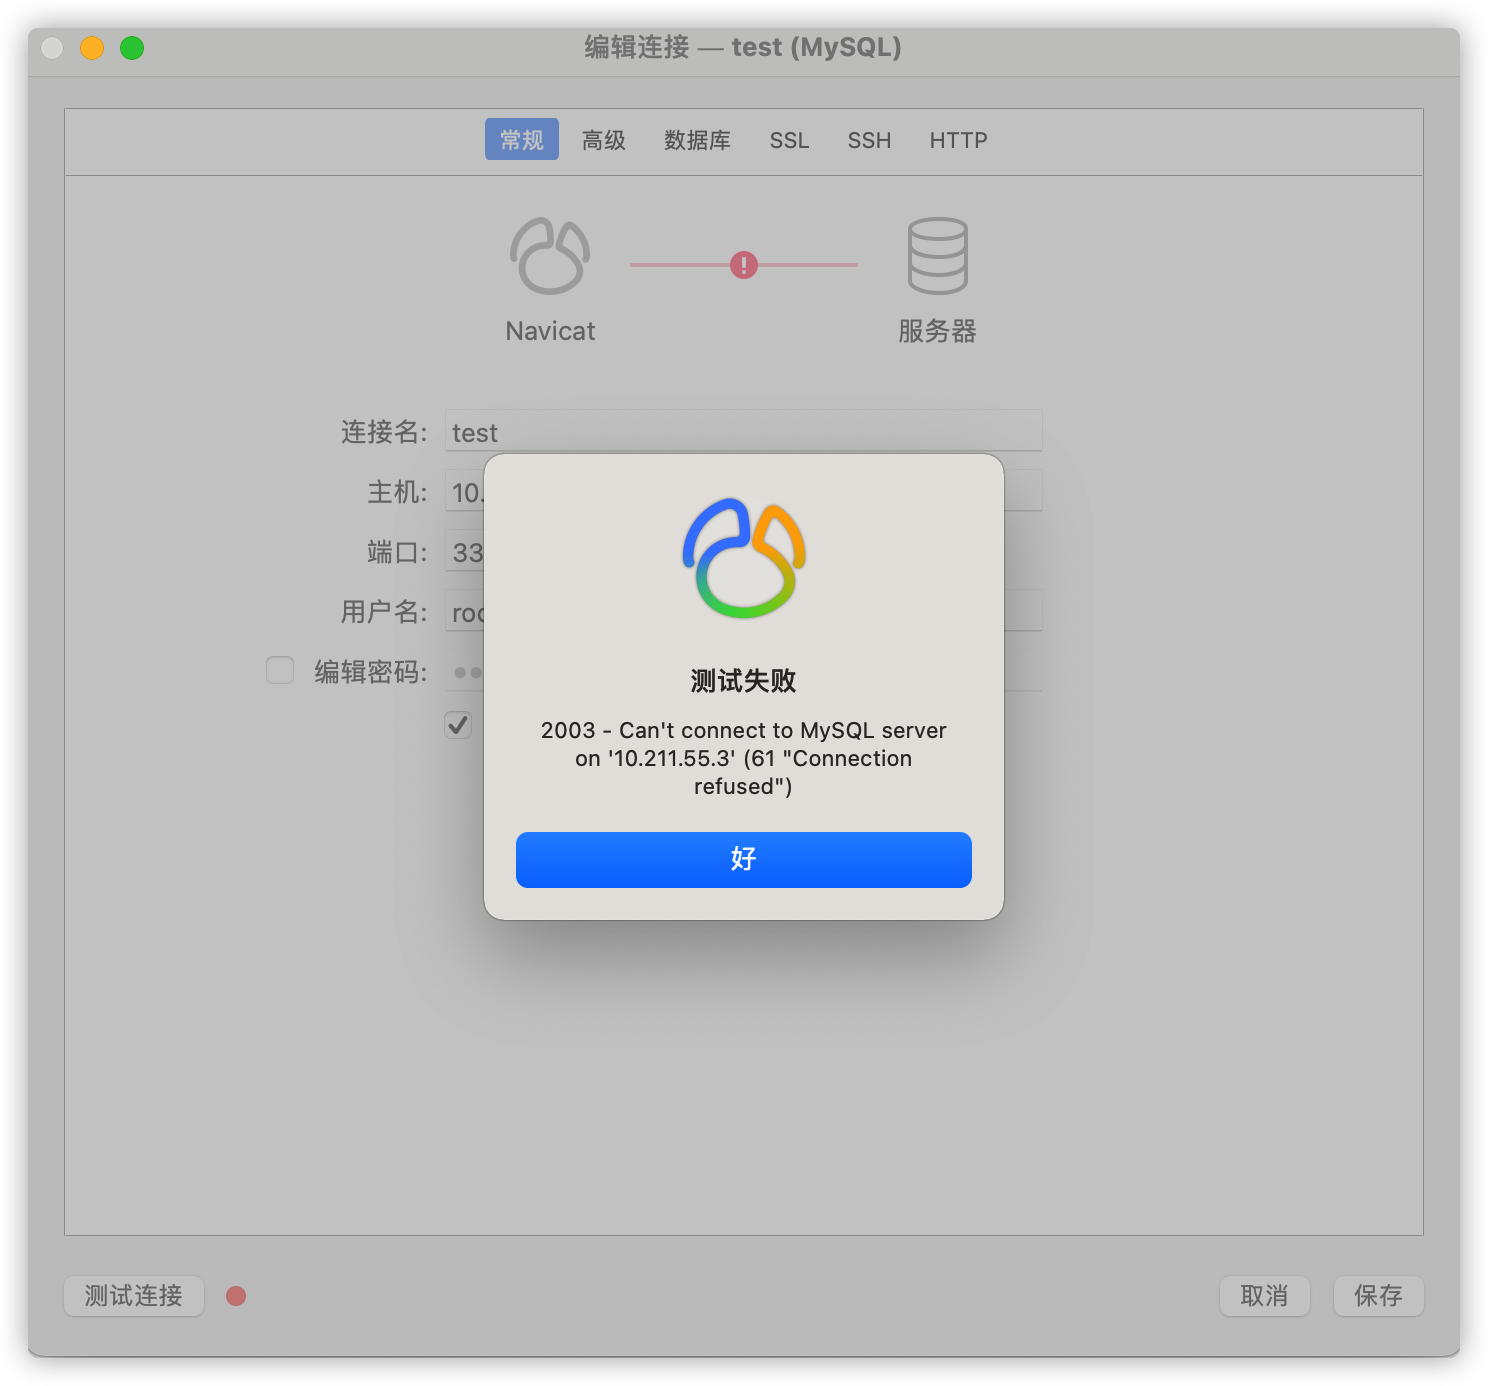 编辑连接 — test (MySQL)
常规 高级 数据库 SSL SSH HTTP
Navicat 服务器
连接名: test
主机: 10.
端口: 33
用户名: roo
编辑密码:
测试失败
2003 - Can't connect to MySQL server
on '10.211.55.3' (61 "Connection
refused")
好
测试连接 取消 保存